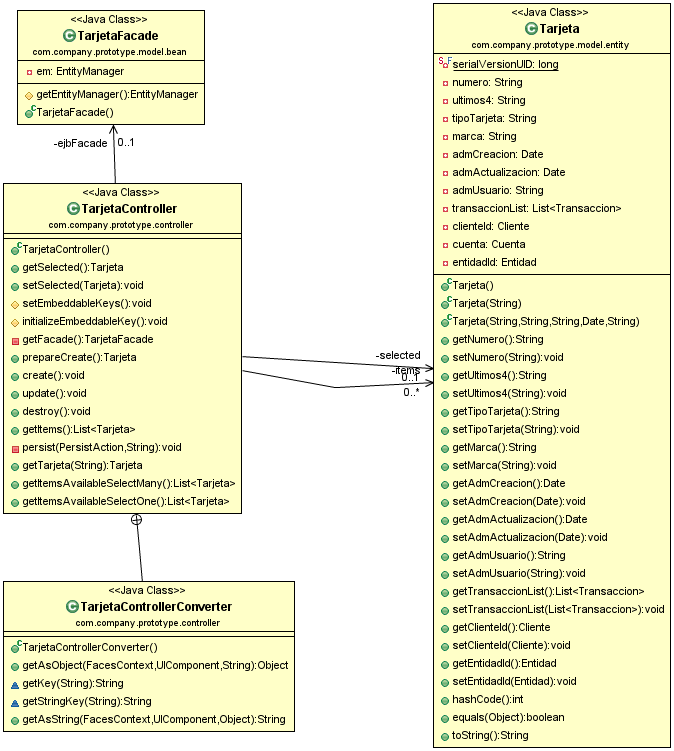 <<Java Class>>
TarjetaFacade
com.company.prototype.model.bean
em: EntityManager
getEntityManager():EntityManager
TarjetaFacade()
-ejbFacade
0..1
<<Java Class>>
TarjetaController
com.company.prototype.controller
TarjetaController()
getSelected():Tarjeta
setSelected(Tarjeta):void
setEmbeddableKeys():void
initializeEmbeddableKey():void
getFacade():TarjetaFacade
prepareCreate():Tarjeta
create():void
update():void
destroy():void
getItems():List<Tarjeta>
persist(PersistAction,String):void
getTarjeta(String):Tarjeta
getItemsAvailableSelectMany():List<Tarjeta>
getItemsAvailableSelectOne():List<Tarjeta>
-selected
0..1
-items
0..*
<<Java Class>>
TarjetaControllerConverter
com.company.prototype.controller
TarjetaControllerConverter()
getAsObject(FacesContext,UIComponent,String):Object
getKey(String):String
getStringKey(String):String
getAsString(FacesContext,UIComponent,Object):String
<<Java Class>>
Tarjeta
com.company.prototype.model.entity
serialVersionUID: long
numero: String
ultimos4: String
tipoTarjeta: String
marca: String
admCreacion: Date
admActualizacion: Date
admUsuario: String
transaccionList: List<Transaccion>
clienteId: Cliente
cuenta: Cuenta
entidadId: Entidad
Tarjeta()
Tarjeta(String)
Tarjeta(String,String,String,Date,String)
getNumero():String
setNumero(String):void
getUltimos4():String
setUltimos4(String):void
getTipoTarjeta():String
setTipoTarjeta(String):void
getMarca():String
setMarca(String):void
getAdmCreacion():Date
setAdmCreacion(Date):void
getAdmActualizacion():Date
setAdmActualizacion(Date):void
getAdmUsuario():String
setAdmUsuario(String):void
getTransaccionList():List<Transaccion>
setTransaccionList(List<Transaccion>):void
getClienteId():Cliente
setClienteId(Cliente):void
getEntidadId():Entidad
setEntidadId(Entidad):void
hashCode():int
equals(Object):boolean
toString():String